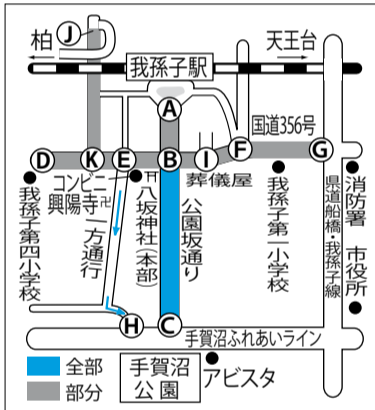 柏
J
天王台
我孫子駅
A
国道356号
D
K
E
B
I
F
G
コンビニ
葬儀屋
興陽寺卍
一方通行
八坂神社(本部)
公園坂通り
我孫子第四小学校
我孫子第一小学校
県道船橋・我孫子線
消防署
市役所
H
C
手賀沼ふれあいライン
全部
部分
手賀沼
公園
アビスタ